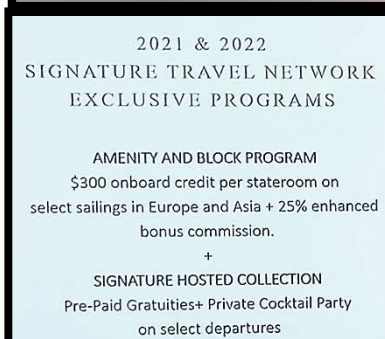 2021 & 2022
SIGNATURE TRAVEL NETWORK
EXCLUSIVE PROGRAMS
AMENITY AND BLOCK PROGRAM
$300 onboard credit per stateroom on
select sailings in Europe and Asia + 25% enhanced
bonus commission.
+
SIGNATURE HOSTED COLLECTION
Pre-Paid Gratuities+ Private Cocktail Party
on select departures